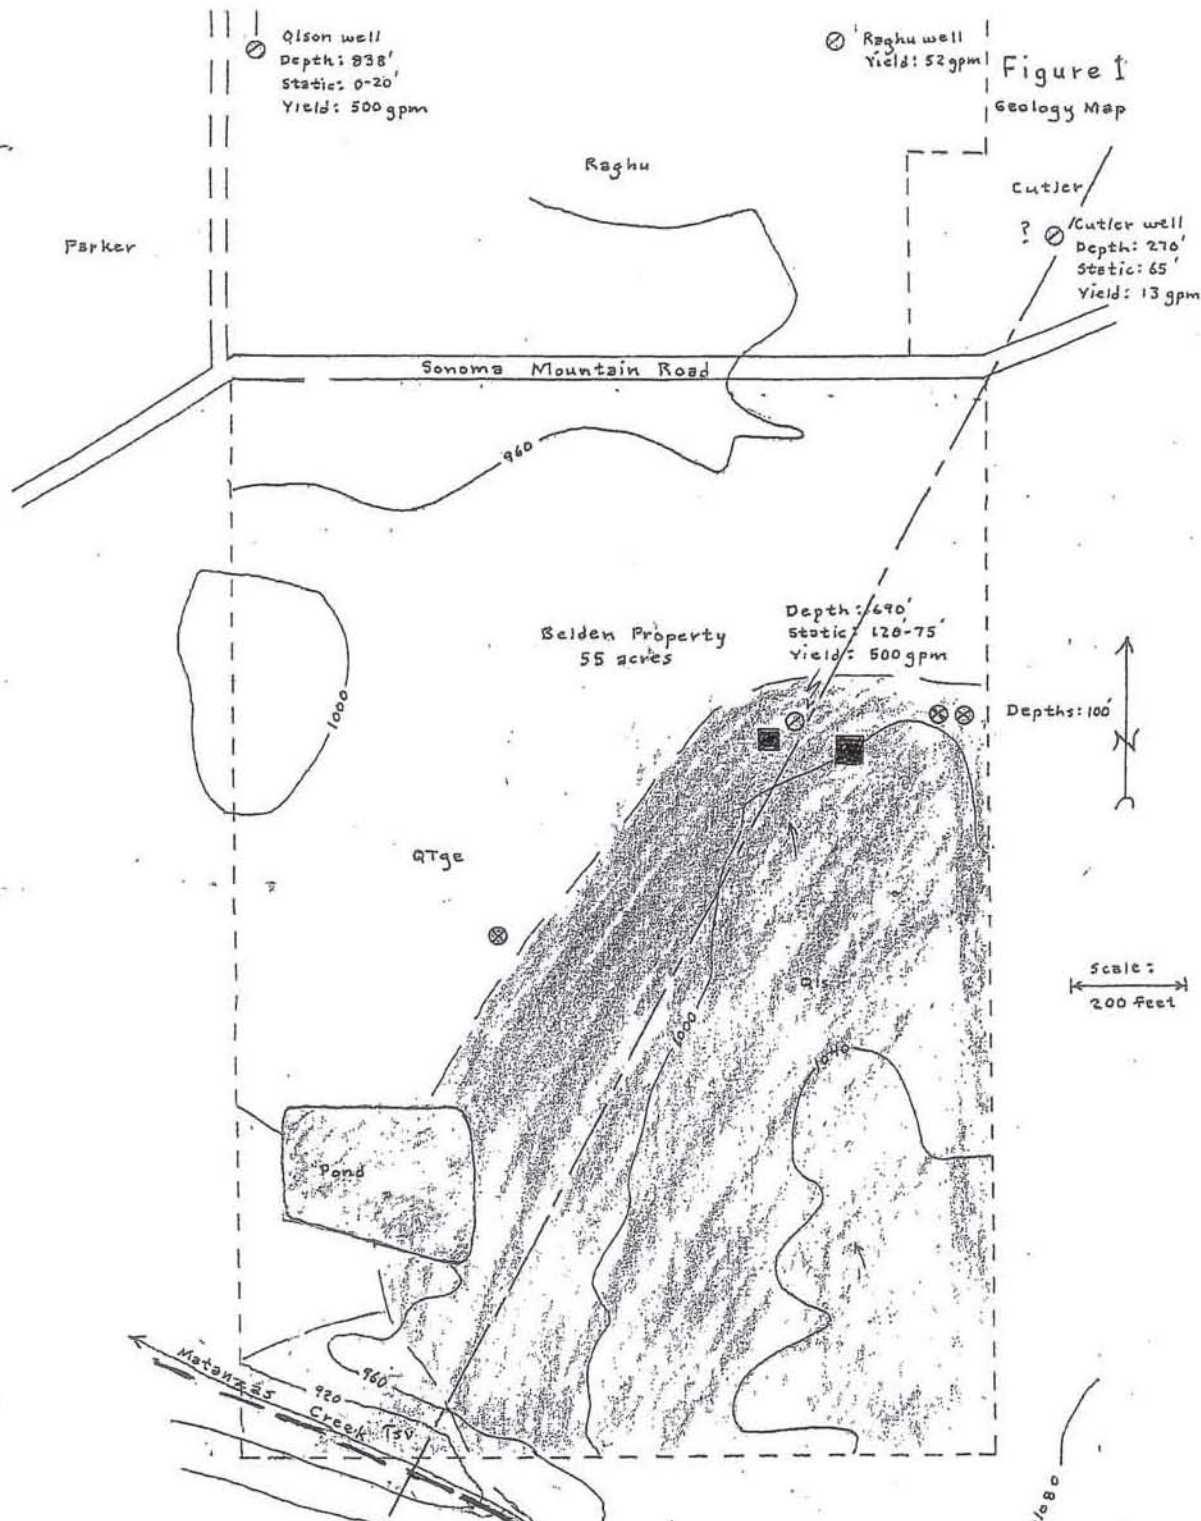 Olson well
Depth: 838'
Static: 0-20'
Yield: 500 gpm
Raghu well
Yield: 52 gpm
Figure 1
Geology Map
Raghu
Cutler
Parker
?
Cutler well
Depth: 270'
Static: 65'
Yield: 13 gpm
Sonoma Mountain Road
960
Belden Property
55 acres
Depth: 690'
Static: 120-75'
Yield: 500 gpm
1000
Depths: 100'
N
QTge
Qls
Scale:
200 feet
1000
1040
Pond
Matanzas
Creek
960
920
Tsv
1080